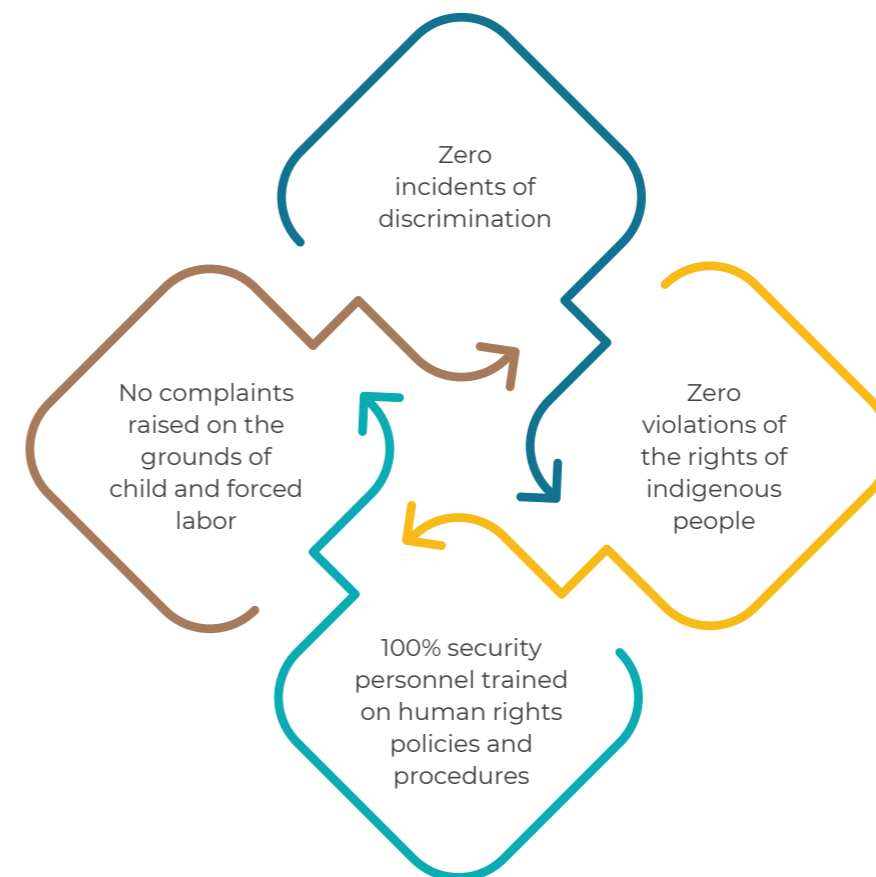 Zero
incidents of
discrimination
No complaints
raised on the
grounds of
child and forced
labor
Zero
violations of
the rights of
indigenous
people
100% security
personnel trained
on human rights
policies and
procedures